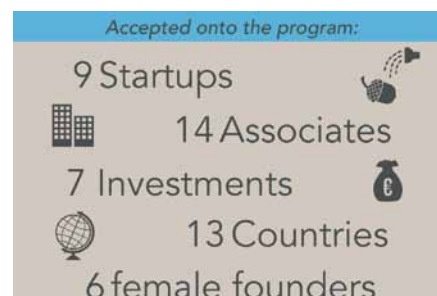 Accepted onto the program:
9 Startups
14 Associates
7 Investments
€
13 Countries
6 female founders